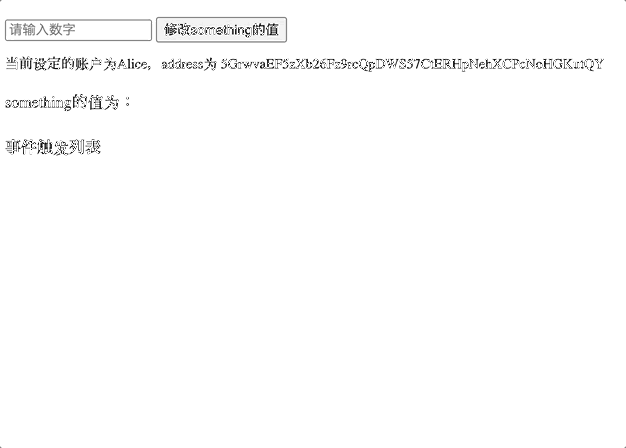 请输入数字 修改something的值
当前设定的账户为Alice，address为 5GrwvaEF5zXb26Fz9rcQpDWS57CtERHpNehXCPcNoHGKutQY
something的值为：
事件触发列表